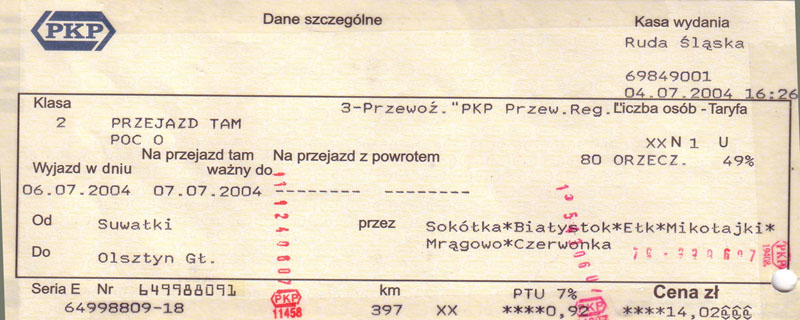 PKP
Dane szczególne
Kasa wydania
Ruda Śląska
69849001
04.07.2004 16:26
Klasa
3-Przewoź."PKP Przew.Reg. Liczba osób - Taryfa
2 PRZEJAZD TAM
POC O
XX N 1 U
Na przejazd tam Na przejazd z powrotem
80 ORZECZ. 49%
Wyjazd w dniu ważny do
06.07.2004 07.07.2004 -------- --------
Od Suwałki przez Sokółka*Białystok*Ełk*Mikołajki*
Mrągowo*Czerwonka
Do Olsztyn Gł.
Seria E Nr 649988091 km PTU 7% Cena zł
64998809-18 397 XX ****0,92 ****14,02@@@
PKP
11458
PKP